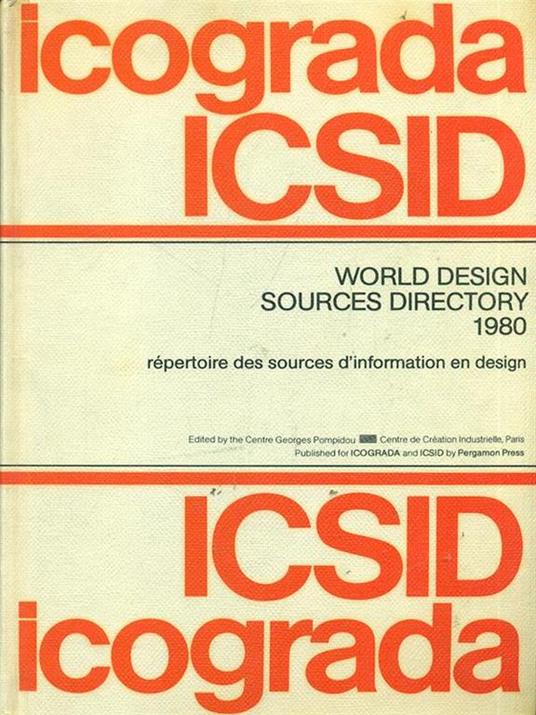 icograda
ICSID
WORLD DESIGN
SOURCES DIRECTORY
1980
répertoire des sources d'information en design
Edited by the Centre Georges Pompidou Centre de Création Industrielle, Paris
Published for ICOGRADA and ICSID by Pergamon Press
ICSID
icograda